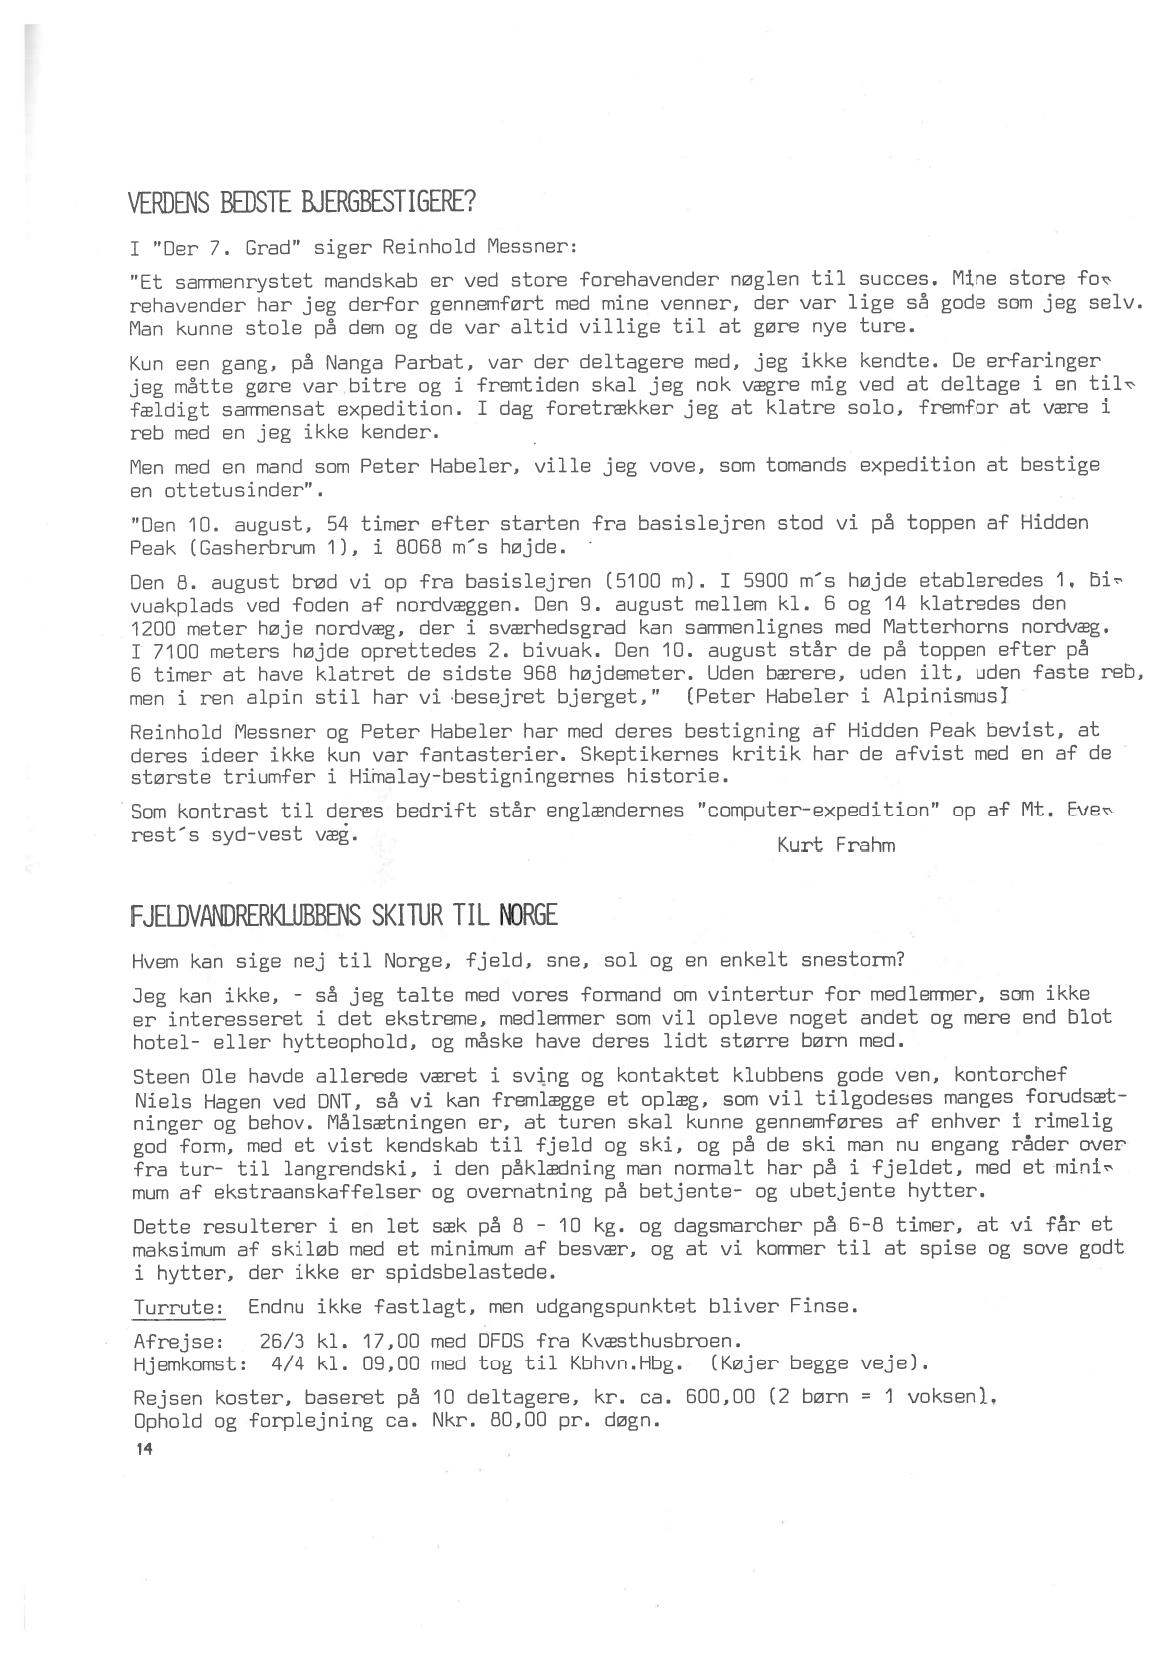 VERDENS BEDSTE BJERGBESTIGERE?
I "Der 7. Grad" siger Reinhold Messner:
"Et sammenrystet mandskab er ved store forehavender nøglen til succes. Mine store fo-
rehavender har jeg derfor gennemført med mine venner, der var lige så gode som jeg selv.
Man kunne stole på dem og de var altid villige til at gøre nye ture.
Kun een gang, på Nanga Parbat, var der deltagere med, jeg ikke kendte. De erfaringer
jeg måtte gøre var bitre og i fremtiden skal jeg nok vægre mig ved at deltage i en til-
fældigt sammensat expedition. I dag foretrækker jeg at klatre solo, fremfor at være i
reb med en jeg ikke kender.
Men med en mand som Peter Habeler, ville jeg vove, som tomands expedition at bestige
en ottetusinder".
"Den 10. august, 54 timer efter starten fra basislejren stod vi på toppen af Hidden
Peak (Gasherbrum 1), i 8068 m´s højde.
Den 8. august brød vi op fra basislejren (5100 m). I 5900 m´s højde etableredes 1. bi-
vuakplads ved foden af nordvæggen. Den 9. august mellem kl. 6 og 14 klatredes den
1200 meter høje nordvæg, der i sværhedsgrad kan sammenlignes med Matterhorns nordvæg.
I 7100 meters højde oprettedes 2. bivuak. Den 10. august står de på toppen efter på
6 timer at have klatret de sidste 968 højdemeter. Uden bærere, uden ilt, uden faste reb,
men i ren alpin stil har vi besejret bjerget," (Peter Habeler i Alpinismus)
Reinhold Messner og Peter Habeler har med deres bestigning af Hidden Peak bevist, at
deres ideer ikke kun var fantasterier. Skeptikernes kritik har de afvist med en af de
største triumfer i Himalay-bestigningernes historie.
Som kontrast til deres bedrift står englændernes "computer-expedition" op af Mt. Eve-
rest´s syd-vest væg.
Kurt Frahm
FJELDVANDRERKLUBBENS SKITUR TIL NORGE
Hvem kan sige nej til Norge, fjeld, sne, sol og en enkelt snestorm?
Jeg kan ikke, - så jeg talte med vores formand om vintertur for medlemmer, som ikke
er interesseret i det ekstreme, medlemmer som vil opleve noget andet og mere end blot
hotel- eller hytteophold, og måske have deres lidt større børn med.
Steen Ole havde allerede været i sving og kontaktet klubbens gode ven, kontorchef
Niels Hagen ved DNT, så vi kan fremlægge et oplæg, som vil tilgodeses manges forudsæt-
ninger og behov. Målsætningen er, at turen skal kunne gennemføres af enhver i rimelig
god form, med et vist kendskab til fjeld og ski, og på de ski man nu engang råder over
fra tur- til langrendski, i den påklædning man normalt har på i fjeldet, med et mini-
mum af ekstraanskaffelser og overnatning på betjente- og ubetjente hytter.
Dette resulterer i en let sæk på 8 - 10 kg. og dagsmarcher på 6-8 timer, at vi får et
maksimum af skiløb med et minimum af besvær, og at vi kommer til at spise og sove godt
i hytter, der ikke er spidsbelastede.
Turrute: Endnu ikke fastlagt, men udgangspunktet bliver Finse.
Afrejse: 26/3 kl. 17,00 med DFDS fra Kvæsthusbroen.
Hjemkomst: 4/4 kl. 09,00 med tog til Kbhvn.Hbg. (Køjer begge veje).
Rejsen koster, baseret på 10 deltagere, kr. ca. 600,00 (2 børn = 1 voksen).
Ophold og forplejning ca. Nkr. 80,00 pr. døgn.
14